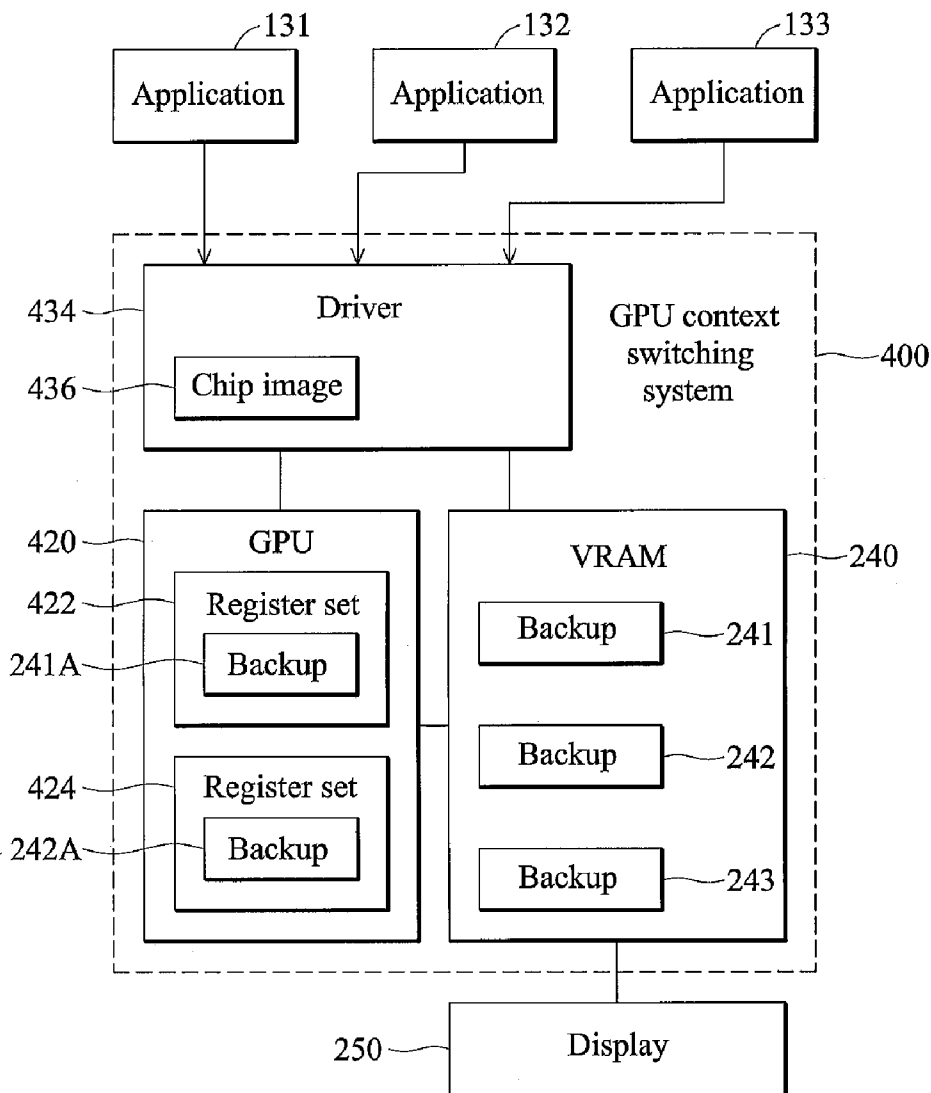 131
132
133
Application
Application
Application
434
Driver
GPU context
switching
system
400
436
Chip image
420
GPU
VRAM
240
422
Register set
Backup
241
241A
Backup
Backup
242
424
Register set
242A
Backup
Backup
243
250
Display